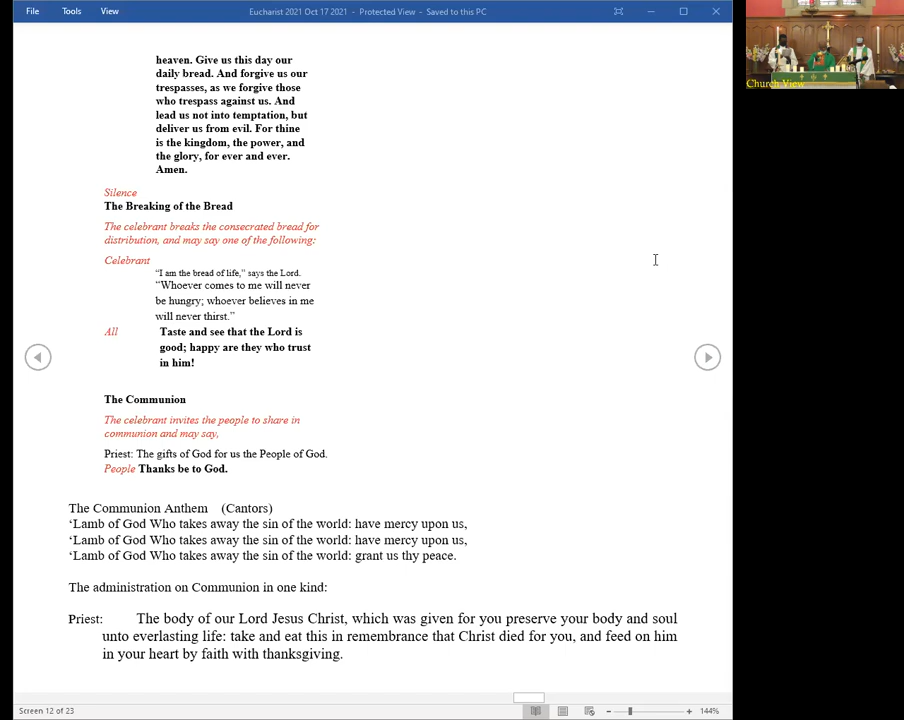 File Tools View Eucharist 2021 Oct 17 2021 - Protected View - Saved to this PC
Church View
heaven. Give us this day our
daily bread. And forgive us our
trespasses, as we forgive those
who trespass against us. And
lead us not into temptation, but
deliver us from evil. For thine
is the kingdom, the power, and
the glory, for ever and ever.
Amen.
Silence
The Breaking of the Bread
The celebrant breaks the consecrated bread for
distribution, and may say one of the following:
Celebrant
“I am the bread of life,” says the Lord.
“Whoever comes to me will never
be hungry; whoever believes in me
will never thirst.”
All Taste and see that the Lord is
good; happy are they who trust
in him!
The Communion
The celebrant invites the people to share in
communion and may say,
Priest: The gifts of God for us the People of God.
People Thanks be to God.
The Communion Anthem (Cantors)
‘Lamb of God Who takes away the sin of the world: have mercy upon us,
‘Lamb of God Who takes away the sin of the world: have mercy upon us,
‘Lamb of God Who takes away the sin of the world: grant us thy peace.
The administration on Communion in one kind:
Priest: The body of our Lord Jesus Christ, which was given for you preserve your body and soul
unto everlasting life: take and eat this in remembrance that Christ died for you, and feed on him
in your heart by faith with thanksgiving.
Screen 12 of 23 144%